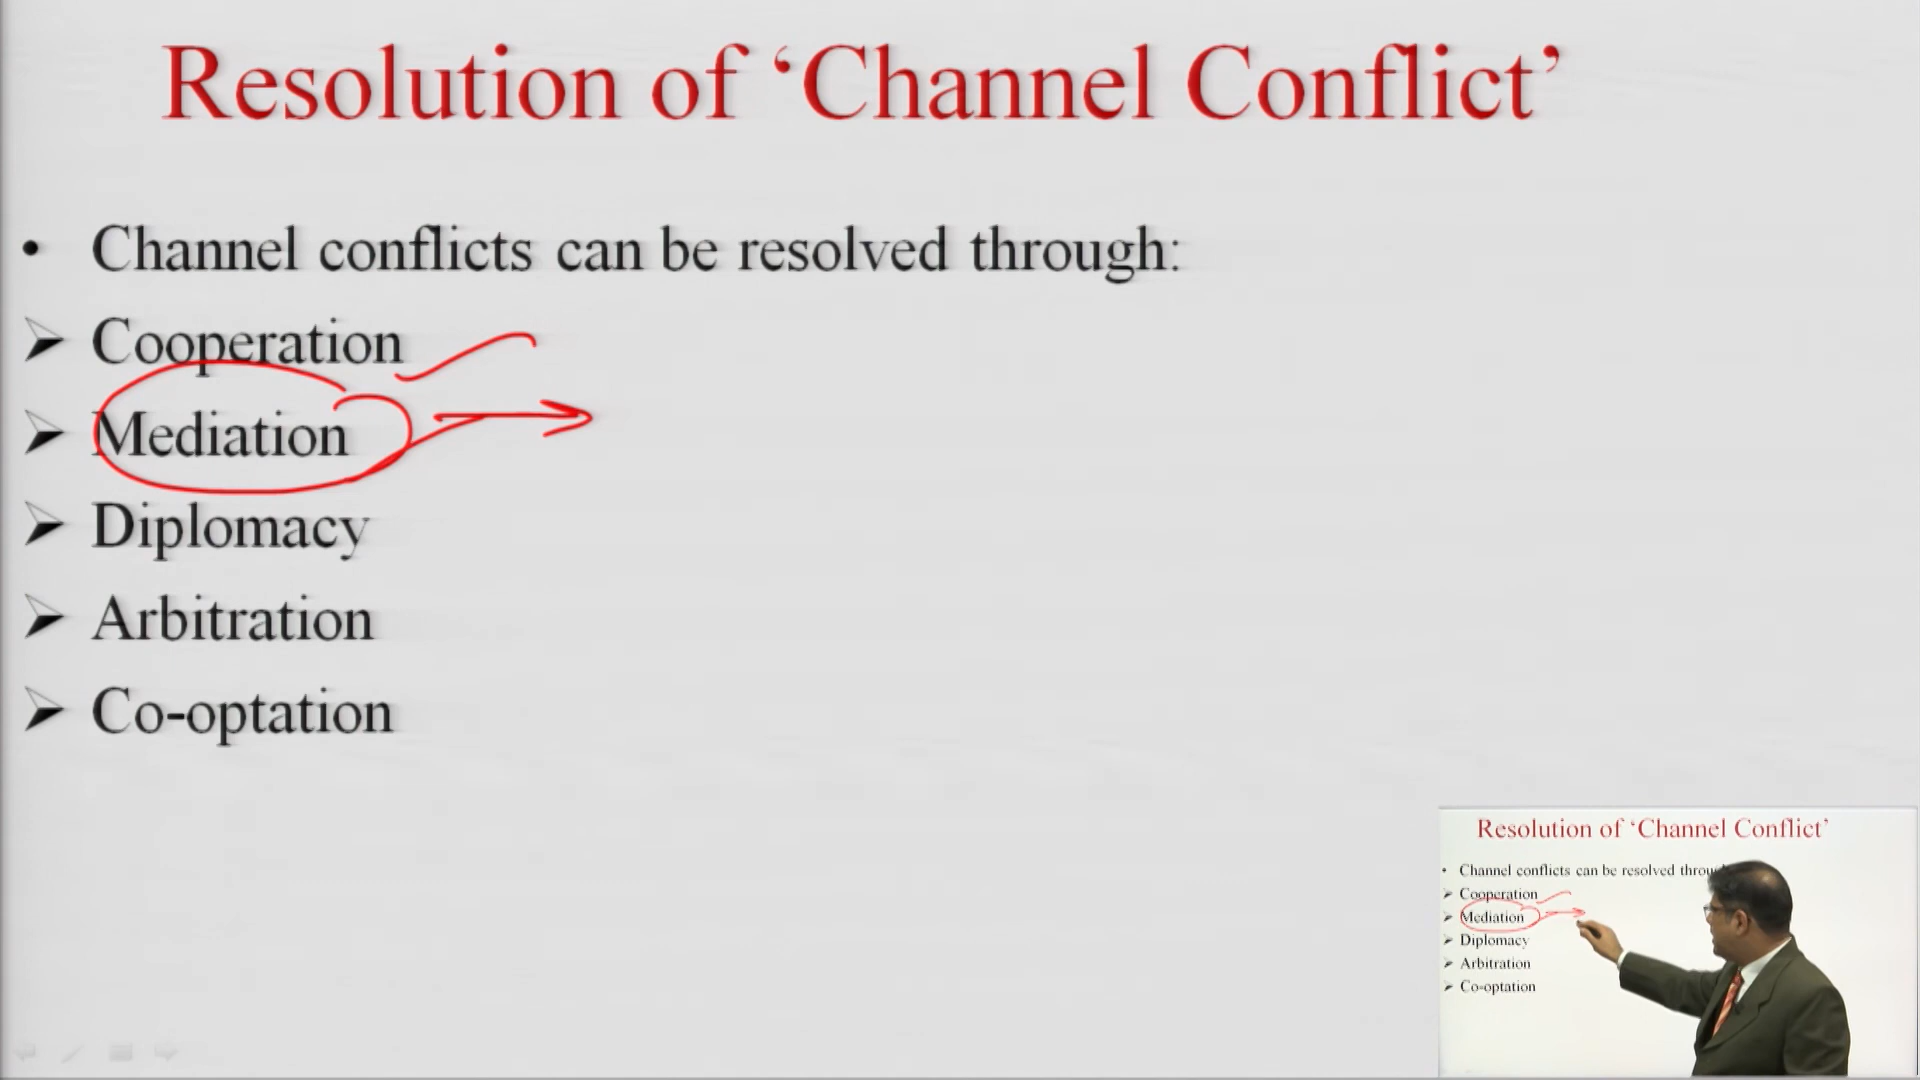 Resolution of ‘Channel Conflict’
• Channel conflicts can be resolved through:
➢ Cooperation
➢ Mediation
➢ Diplomacy
➢ Arbitration
➢ Co-optation
Resolution of ‘Channel Conflict’
• Channel conflicts can be resolved
➢ Cooperation
➢ Mediation
➢ Diplomacy
➢ Arbitration
➢ Co-optation